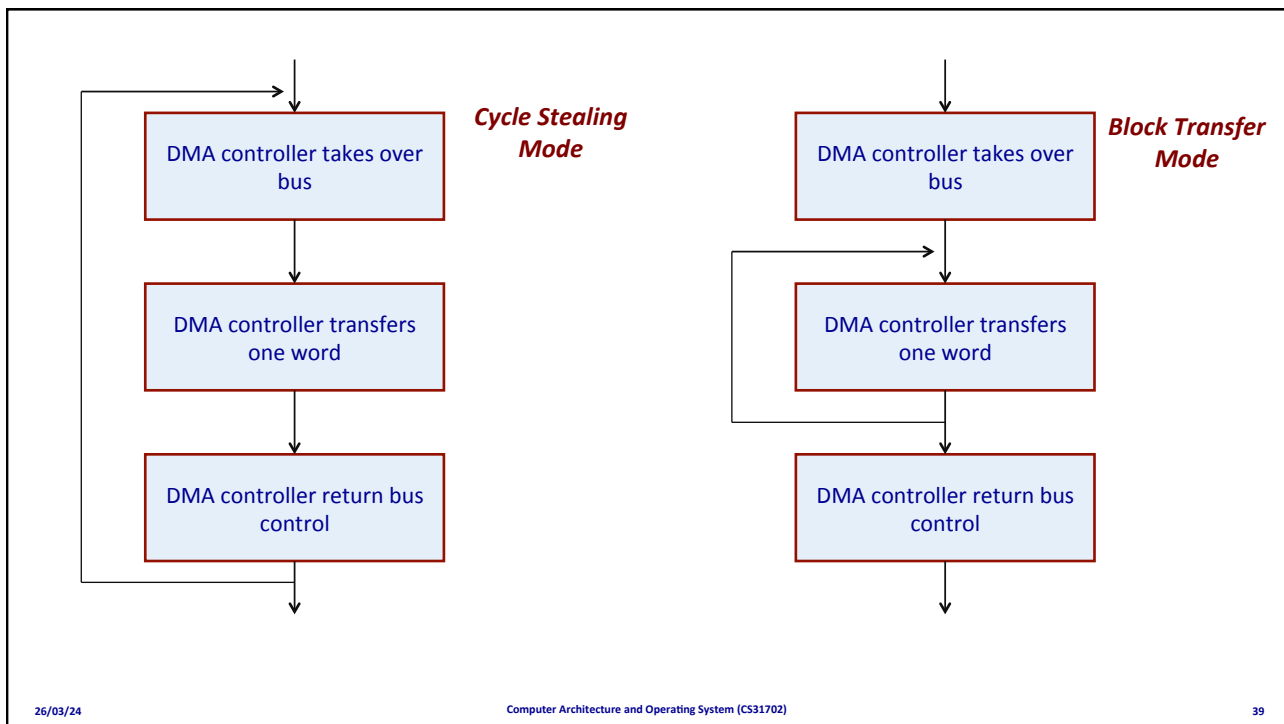 Cycle Stealing
Mode
DMA controller takes over
bus
DMA controller transfers
one word
DMA controller return bus
control
Block Transfer
Mode
DMA controller takes over
bus
DMA controller transfers
one word
DMA controller return bus
control
26/03/24
Computer Architecture and Operating System (CS31702)
39